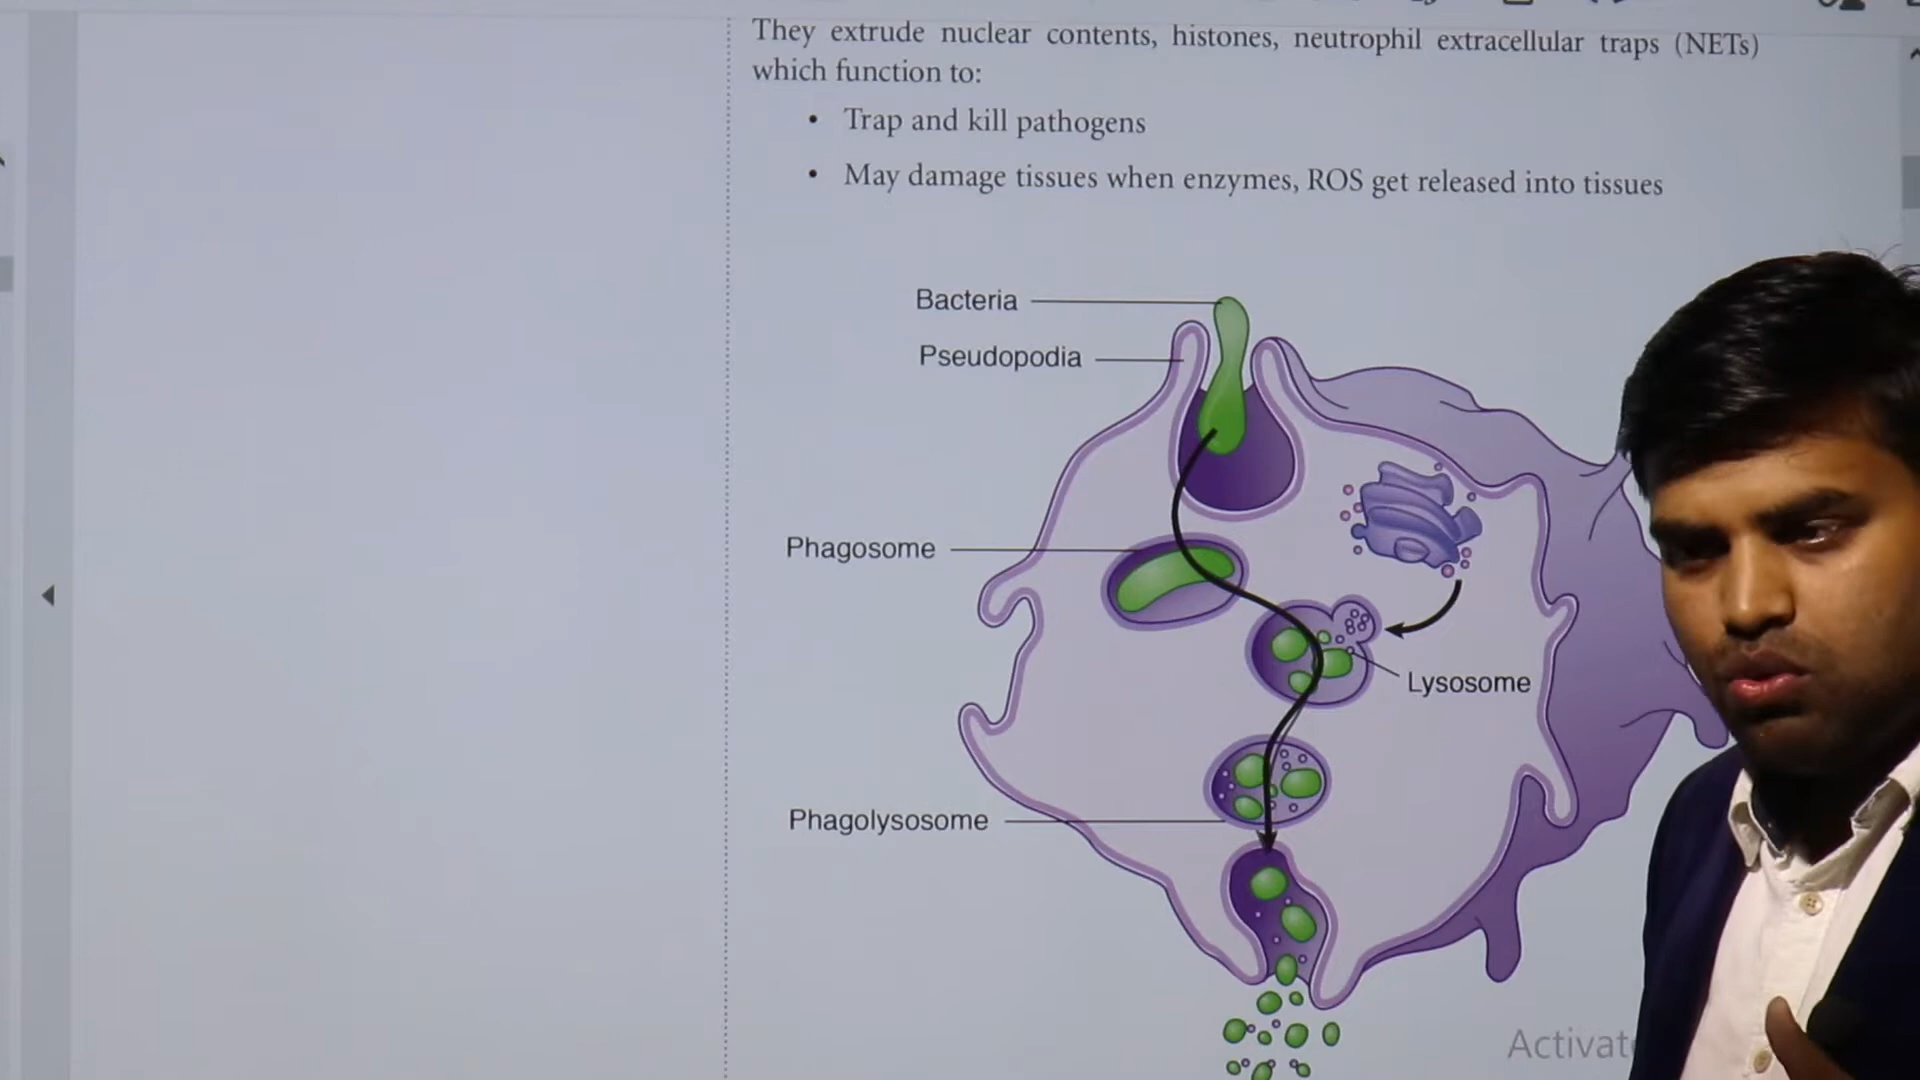 They extrude nuclear contents, histones, neutrophil extracellular traps (NETs)
which function to:
• Trap and kill pathogens
• May damage tissues when enzymes, ROS get released into tissues
Bacteria
Pseudopodia
Phagosome
Lysosome
Phagolysosome